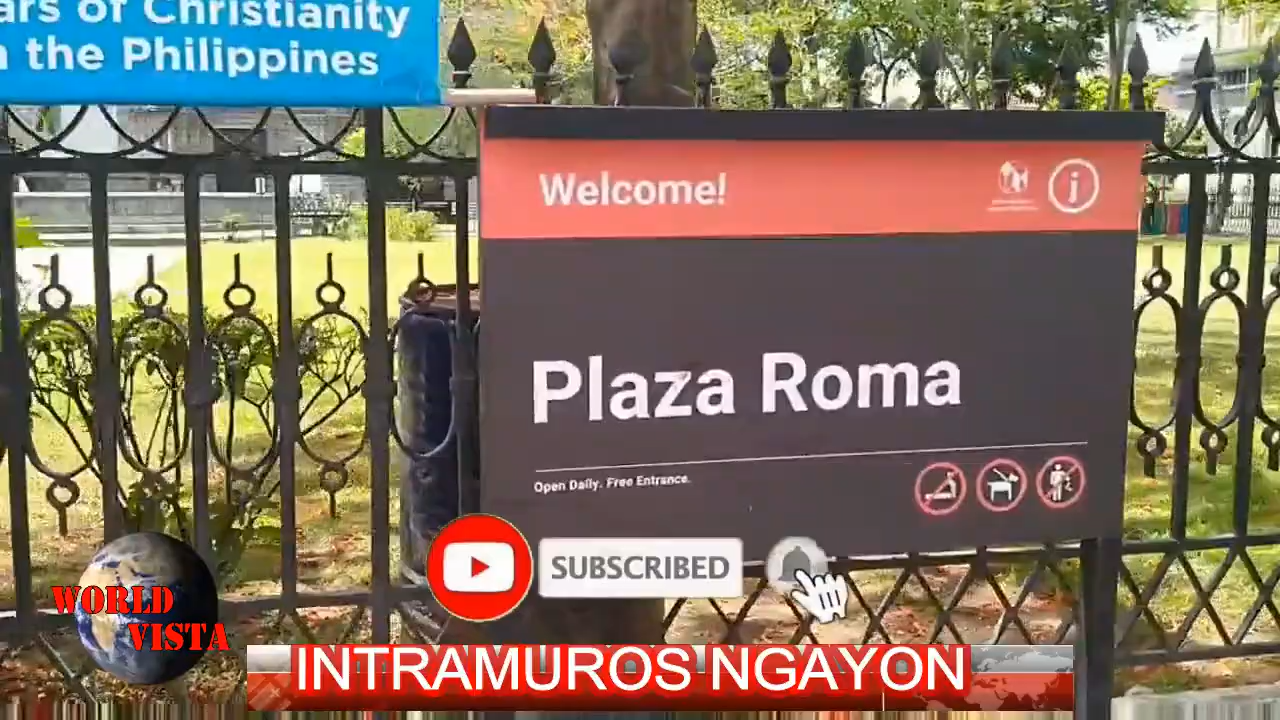 ars of Christianity
the Philippines
Welcome!
i
Plaza Roma
Open Daily. Free Entrance.
SUBSCRIBED
WORLD
VISTA
INTRAMUROS NGAYON